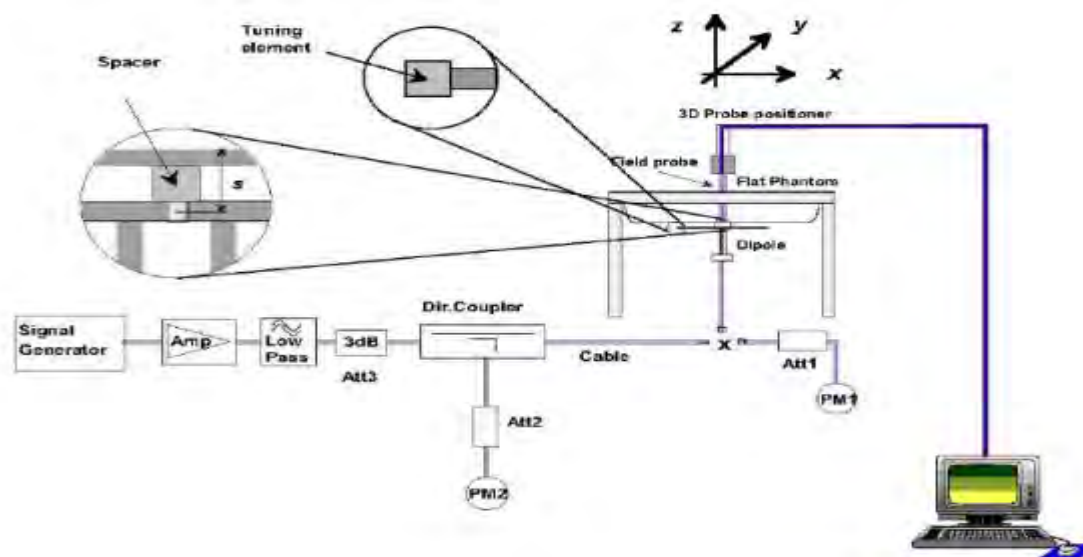 Tuning
element
Spacer
s
z
y
x
3D Probe positioner
Field probe
Flat Phantom
Dipole
Signal
Generator
Amp
Low
Pass
3dB
Att3
Dir.Coupler
Cable
X
Att1
PM1
Att2
PM2